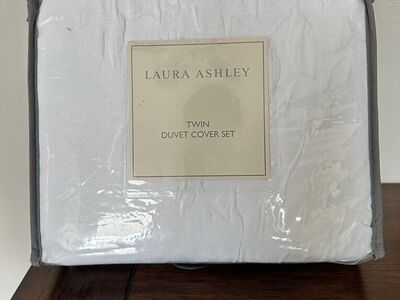 LAURA ASHLEY
TWIN
DUVET COVER SET